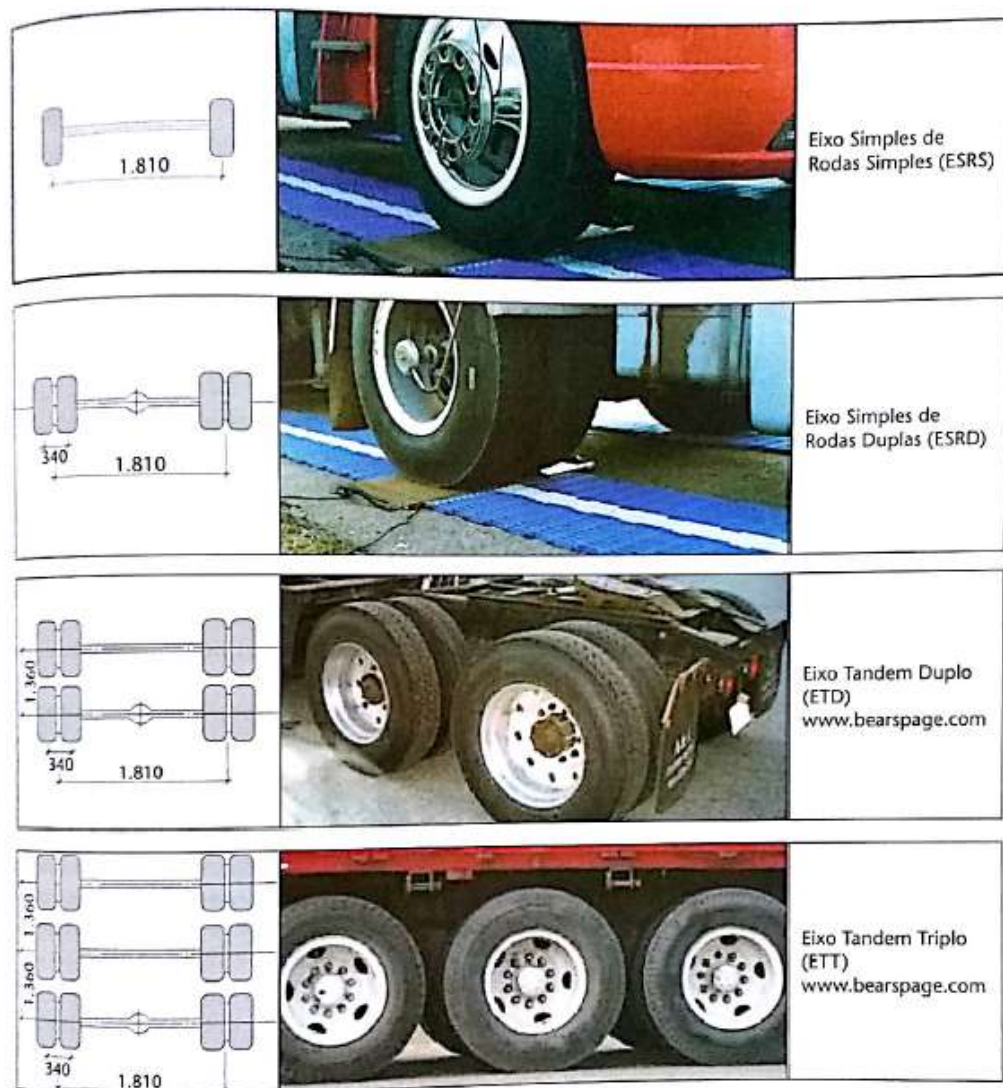 1.810
Eixo Simples de
Rodas Simples (ESRS)
340
1.810
Eixo Simples de
Rodas Duplas (ESRD)
1.360
340
1.810
Eixo Tandem Duplo
(ETD)
www.bearspage.com
1.360
1.360
340
1.810
Eixo Tandem Triplo
(ETT)
www.bearspage.com